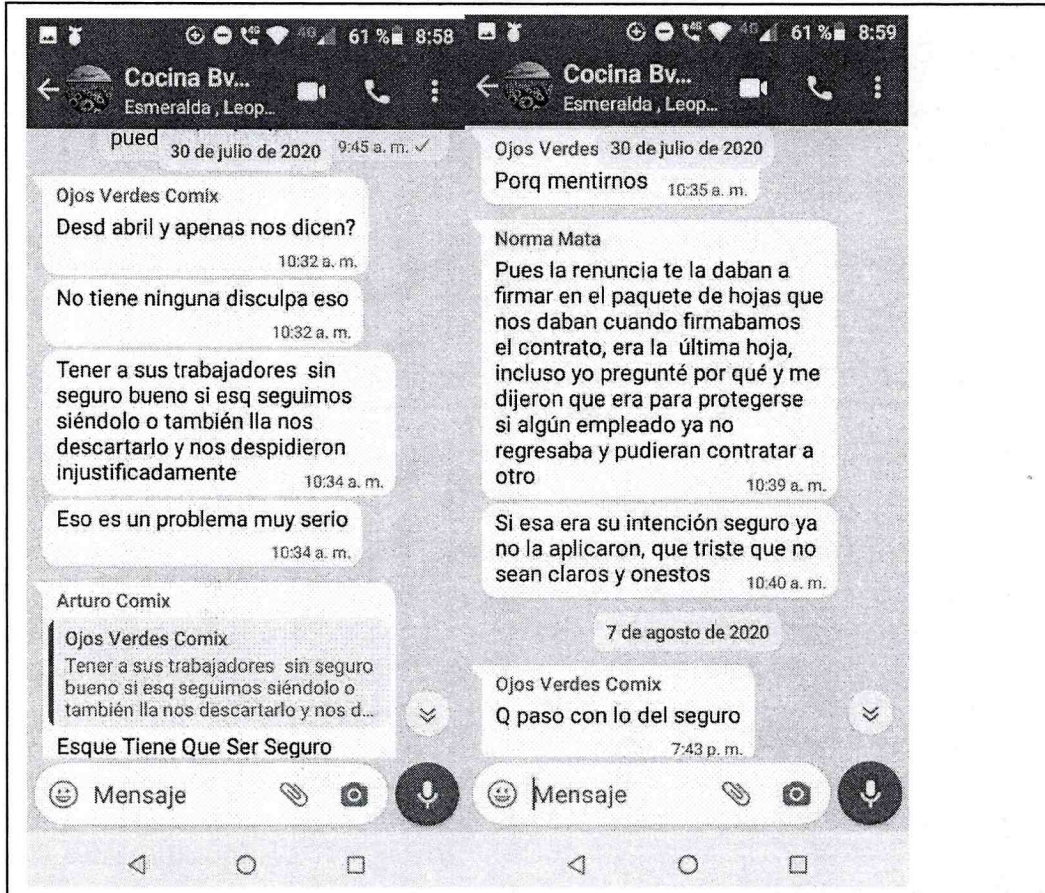 61 % 8:58
Cocina Bv...
Esmeralda , Leop...
pued
30 de julio de 2020
9:45 a. m.
Ojos Verdes Comix
Desd abril y apenas nos dicen?
10:32 a. m.
No tiene ninguna disculpa eso
10:32 a. m.
Tener a sus trabajadores sin
seguro bueno si esq seguimos
siéndolo o también lla nos
descartarlo y nos despidieron
injustificadamente
10:34 a. m.
Eso es un problema muy serio
10:34 a. m.
Arturo Comix
Ojos Verdes Comix
Tener a sus trabajadores sin seguro
bueno si esq seguimos siéndolo o
también lla nos descartarlo y nos d...
Esque Tiene Que Ser Seguro
Mensaje
4G 61 % 8:59
Cocina Bv...
Esmeralda , Leop...
Ojos Verdes 30 de julio de 2020
Porq mentirnos
10:35 a. m.
Norma Mata
Pues la renuncia te la daban a
firmar en el paquete de hojas que
nos daban cuando firmabamos
el contrato, era la última hoja,
incluso yo pregunté por qué y me
dijeron que era para protegerse
si algún empleado ya no
regresaba y pudieran contratar a
otro
10:39 a. m.
Si esa era su intención seguro ya
no la aplicaron, que triste que no
sean claros y onestos
10:40 a. m.
7 de agosto de 2020
Ojos Verdes Comix
Q paso con lo del seguro
7:43 p. m.
Mensaje